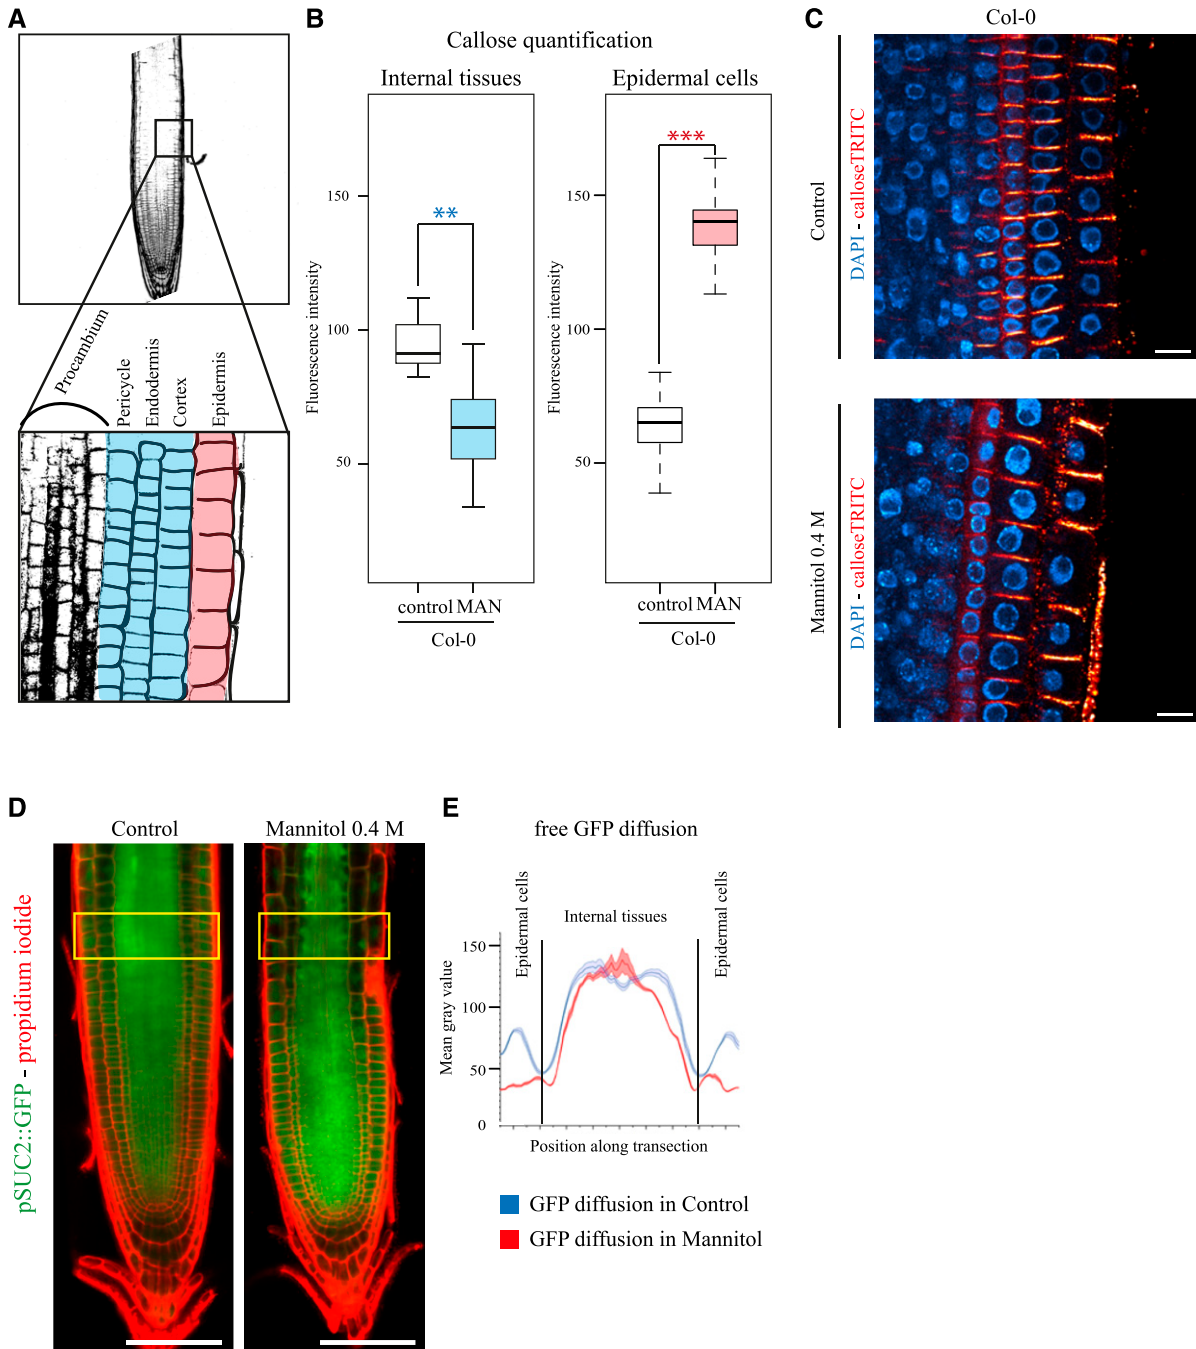 A
Procambium
Pericycle
Endodermis
Cortex
Epidermis
B
Callose quantification
Internal tissues
Epidermal cells
Fluorescence intensity
150
100
50
**
control MAN
Col-0
Fluorescence intensity
150
100
50
***
control MAN
Col-0
C
Col-0
Control
DAPI - calloseTRITC
Mannitol 0.4 M
DAPI - calloseTRITC
D
Control
Mannitol 0.4 M
pSUC2::GFP - propidium iodide
E
free GFP diffusion
Epidermal cells
Internal tissues
Epidermal cells
Mean gray value
150
100
50
0
Position along transection
GFP diffusion in Control
GFP diffusion in Mannitol